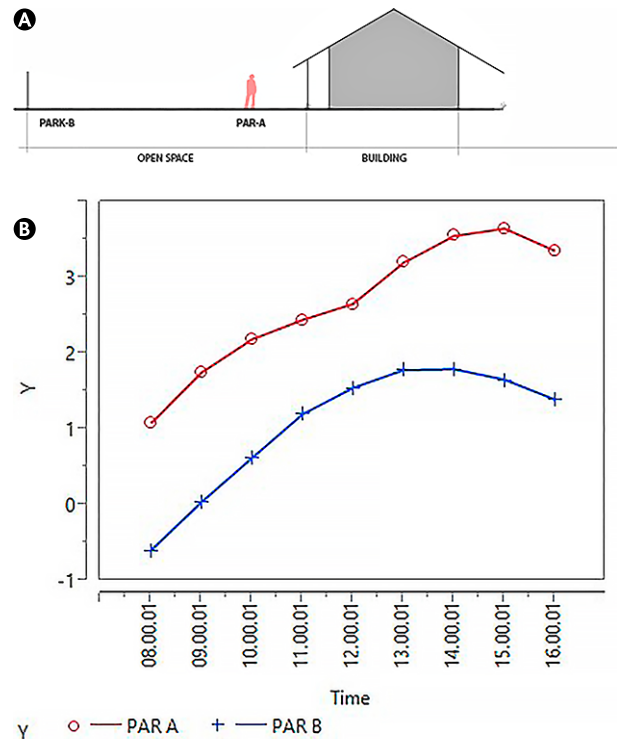 A
PARK-B PAR-A
OPEN SPACE BUILDING
B
3
2
1
0
-1
Y
08.00.01 09.00.01 10.00.01 11.00.01 12.00.01 13.00.01 14.00.01 15.00.01 16.00.01
Time
Y PAR A PAR B